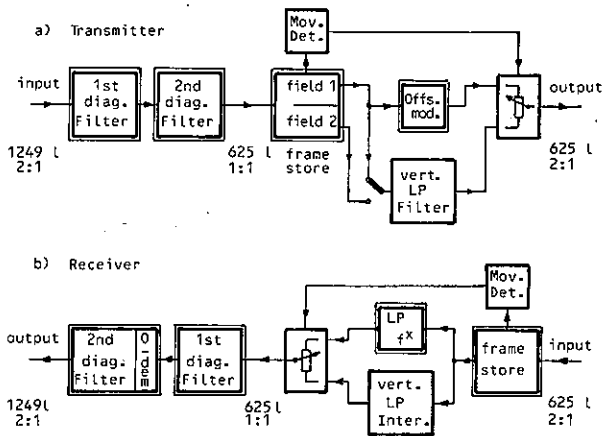 a) Transmitter
Mov.
Det.
input
1st
diag.
Filter
2nd
diag.
Filter
field 1
field 2
frame
store
Offs.
mod.
vert.
LP
Filter
output
1249 l
2:1
625 l
1:1
625 l
2:1
b) Receiver
Mov.
Det.
output
2nd
diag.
Filter
O-dem
1st
diag.
Filter
LP
fx
vert.
LP
Inter.
frame
store
input
1249l
2:1
625 l
1:1
625 l
2:1